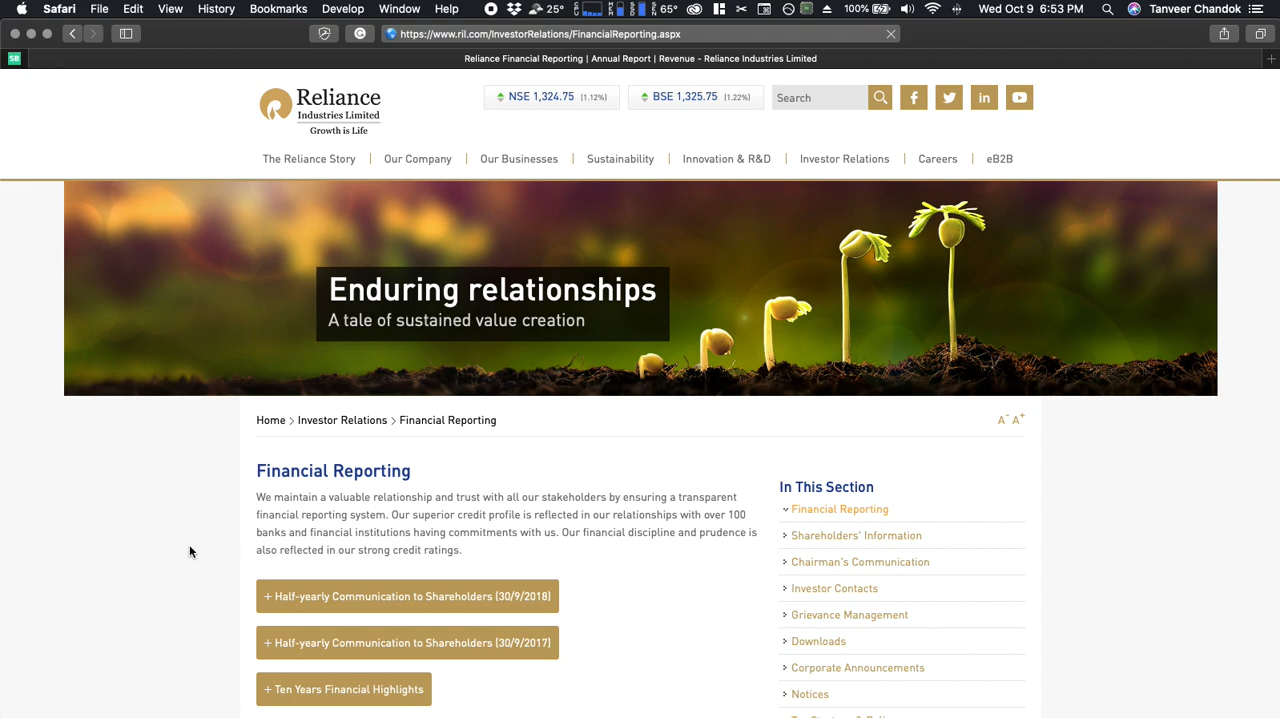 Safari File Edit View History Develop Window Help 25° 65° 100% Wed Oct 9 6:53 PM Tanveer Chandok
https://www.ril.com/InvestorRelations/FinancialReporting.aspx
SB Reliance Financial Reporting | Annual Report | Revenue - Reliance Industries Limited
Reliance
Industries Limited
Growth is Life
NSE 1,324.75 (1.12%) BSE 1,325.75 (1.22%) Search
The Reliance Story | Our Company | Our Businesses | Sustainability | Innovation & R&D | Investor Relations | Careers | eB2B
Enduring relationships
A tale of sustained value creation
Home > Investor Relations > Financial Reporting A- A+
Financial Reporting
We maintain a valuable relationship and trust with all our stakeholders by ensuring a transparent
financial reporting system. Our superior credit profile is reflected in our relationships with over 100
banks and financial institutions having commitments with us. Our financial discipline and prudence is
also reflected in our strong credit ratings.
+ Half-yearly Communication to Shareholders (30/9/2018)
+ Half-yearly Communication to Shareholders (30/9/2017)
+ Ten Years Financial Highlights
In This Section
Financial Reporting
Shareholders' Information
Chairman's Communication
Investor Contacts
Grievance Management
Downloads
Corporate Announcements
Notices